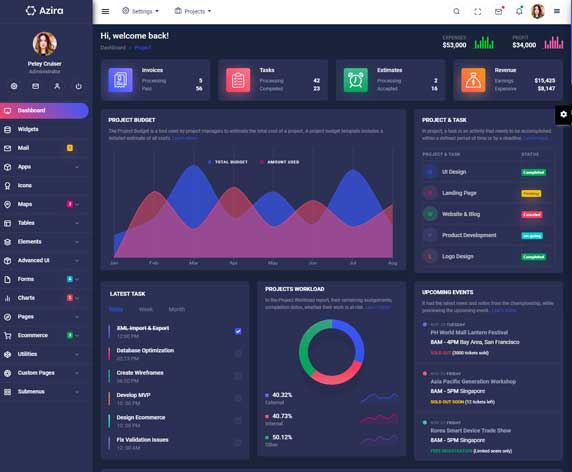 Azira
Settings
Projects
Petey Cruiser
Administrator
Dashboard
Widgets
Mail
Apps
Icons
Maps
Tables
Elements
Advanced UI
Forms
Charts
Pages
Ecommerce
Utilities
Custom Pages
Submenus
Hi, welcome back!
Dashboard / Project
EXPENSES
$53,000
PROFIT
$34,000
Invoices
Processing 5
Paid 56
Tasks
Processing 42
Completed 23
Estimates
Processing 2
Accepted 16
Revenue
Earnings $15,425
Expensive $8,147
PROJECT BUDGET
The Project Budget is a tool used by project managers to estimate the total cost of a project. A project budget template includes a
detailed estimate of all costs. Learn more
TOTAL BUDGET
AMOUNT USED
Jan Feb Mar Apr May Jun Jul Aug
PROJECT & TASK
In project, a task is an activity that needs to be accomplished
within a defined period of time or by a deadline. Learn more
PROJECT & TASK STATUS
UI Design Completed
Landing Page Pending
Website & Blog Canceled
Product Development on-going
Logo Design Completed
LATEST TASK
Today Week Month
XML Import & Export
12:00 PM
Database Optimization
02:13 PM
Create Wireframes
06:20 PM
Develop MVP
10:00 PM
Design Ecommerce
10:00 PM
Fix Validation Issues
12:00 AM
PROJECTS WORKLOAD
In the Project Workload report, their remaining assignments,
completion dates, whether their work is at risk. Learn more
40.32%
External
40.73%
Internal
50.12%
Other
UPCOMING EVENTS
It had the latest news and notes from the championship, while
previewing the upcoming event. Learn more
TUESDAY
PH World Mall Lantern Festival
8AM - 4PM Bay Area, San Francisco
SOLD OUT (3000 tickets sold)
FRIDAY
Asia Pacific Generation Workshop
8AM - 5PM Singapore
SOLD OUT SOON (12 tickets left)
FRIDAY
Korea Smart Device Trade Show
8AM - 5PM Singapore
FREE REGISTRATION (Limited seats only)